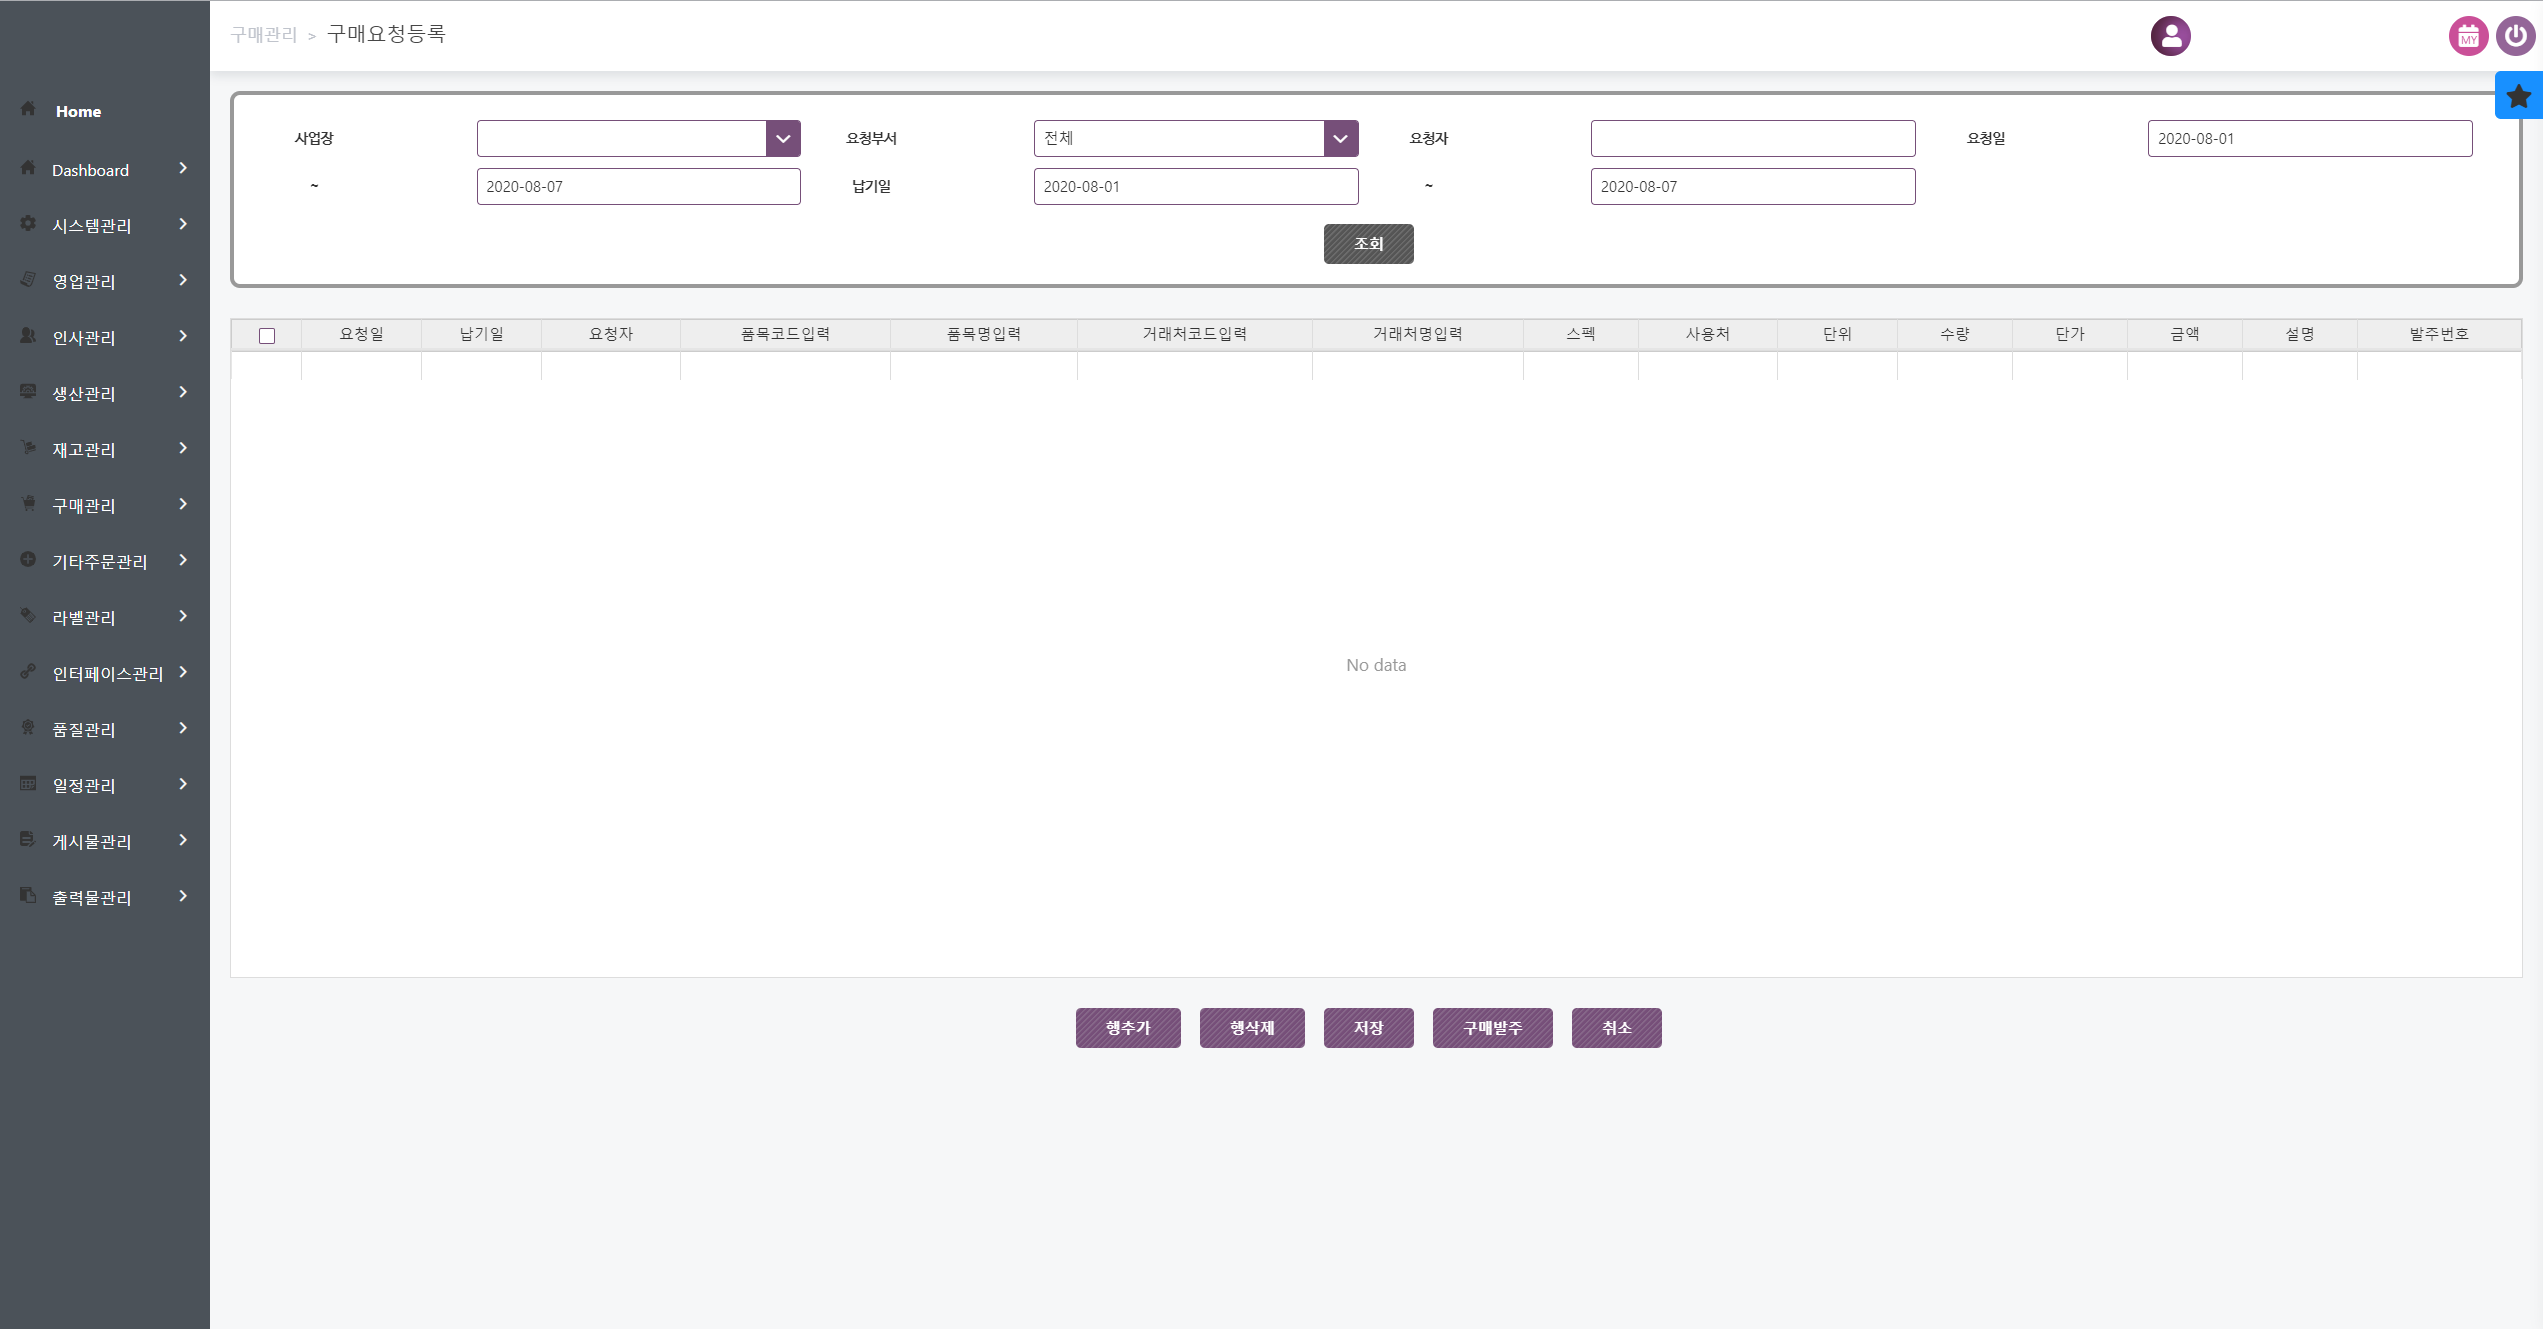 구매관리 > 구매요청등록
MY
Home
Dashboard
시스템관리
영업관리
인사관리
생산관리
재고관리
구매관리
기타주문관리
라벨관리
인터페이스관리
품질관리
일정관리
게시물관리
출력물관리
사업장 요청부서 전체 요청자 요청일 2020-08-01
~ 2020-08-07 납기일 2020-08-01 ~ 2020-08-07
조회
요청일 납기일 요청자 품목코드입력 품목명입력 거래처코드입력 거래처명입력 스펙 사용처 단위 수량 단가 금액 설명 발주번호
No data
행추가 행삭제 저장 구매발주 취소